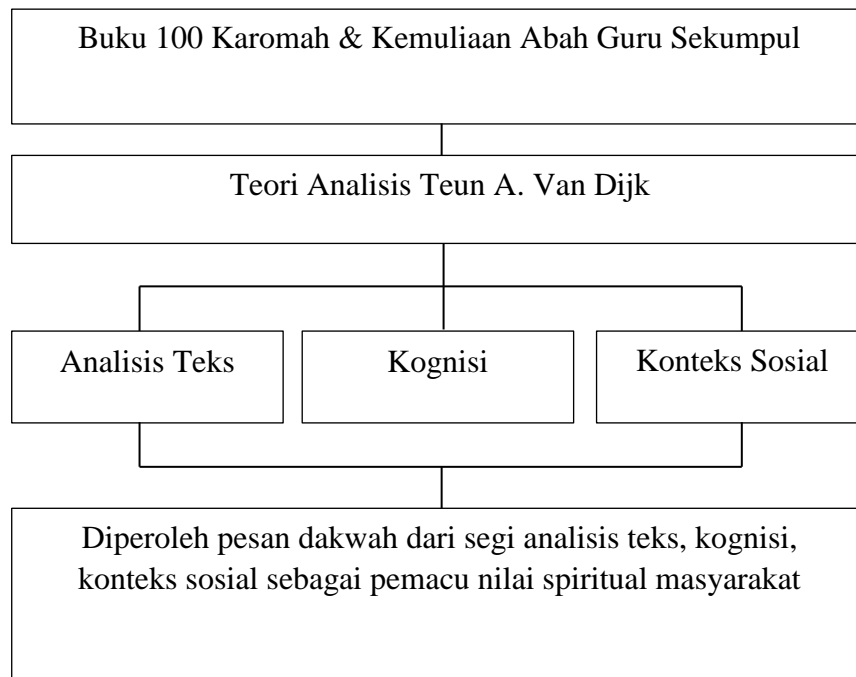 Buku 100 Karomah & Kemuliaan Abah Guru Sekumpul
Teori Analisis Teun A. Van Dijk
Analisis Teks
Kognisi
Konteks Sosial
Diperoleh pesan dakwah dari segi analisis teks, kognisi,
konteks sosial sebagai pemacu nilai spiritual masyarakat